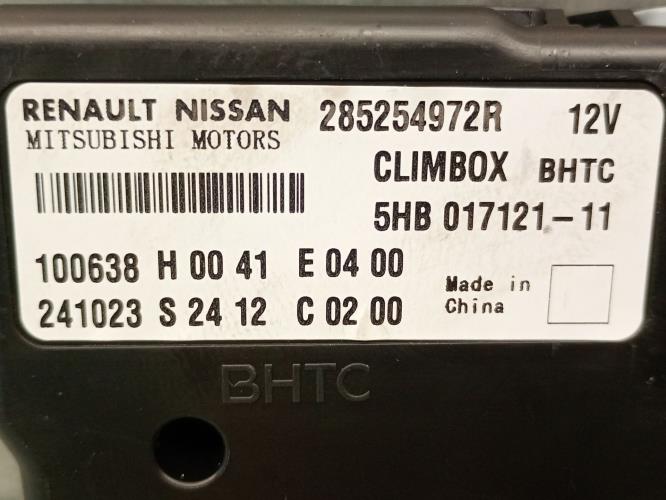 RENAULT NISSAN 285254972R 12V
MITSUBISHI MOTORS
CLIMBOX BHTC
5HB 017121-11
100638 H 00 41 E 04 00
241023 S 24 12 C 02 00
Made in
China
BHTC